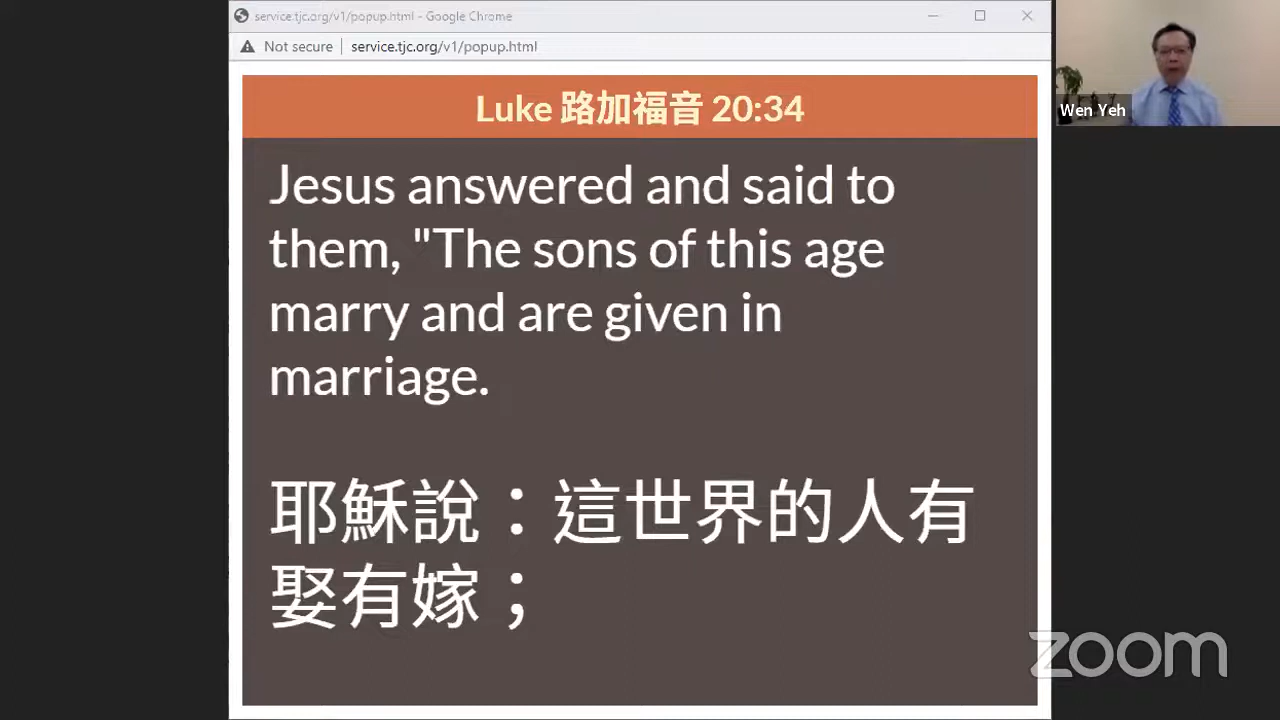 service.tjc.org/v1/popup.html - Google Chrome
Not secure
service.tjc.org/v1/popup.html
Luke 路加福音 20:34
Jesus answered and said to
them, "The sons of this age
marry and are given in
marriage.
耶穌說：這世界的人有
娶有嫁；
Wen Yeh
zoom